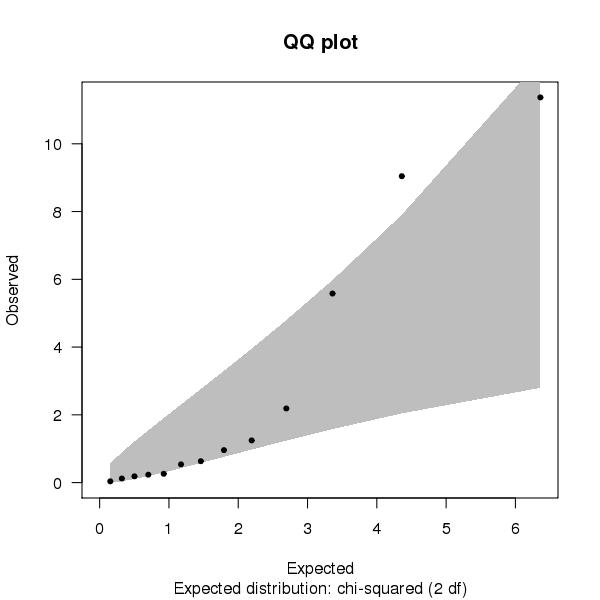 QQ plot
10
8
6
4
2
0
Observed
0 1 2 3 4 5 6
Expected
Expected distribution: chi-squared (2 df)